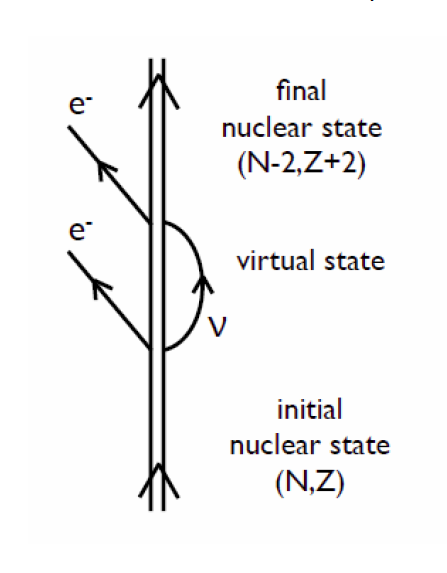 final
nuclear state
(N-2,Z+2)
e-
e-
virtual state
ν
initial
nuclear state
(N,Z)